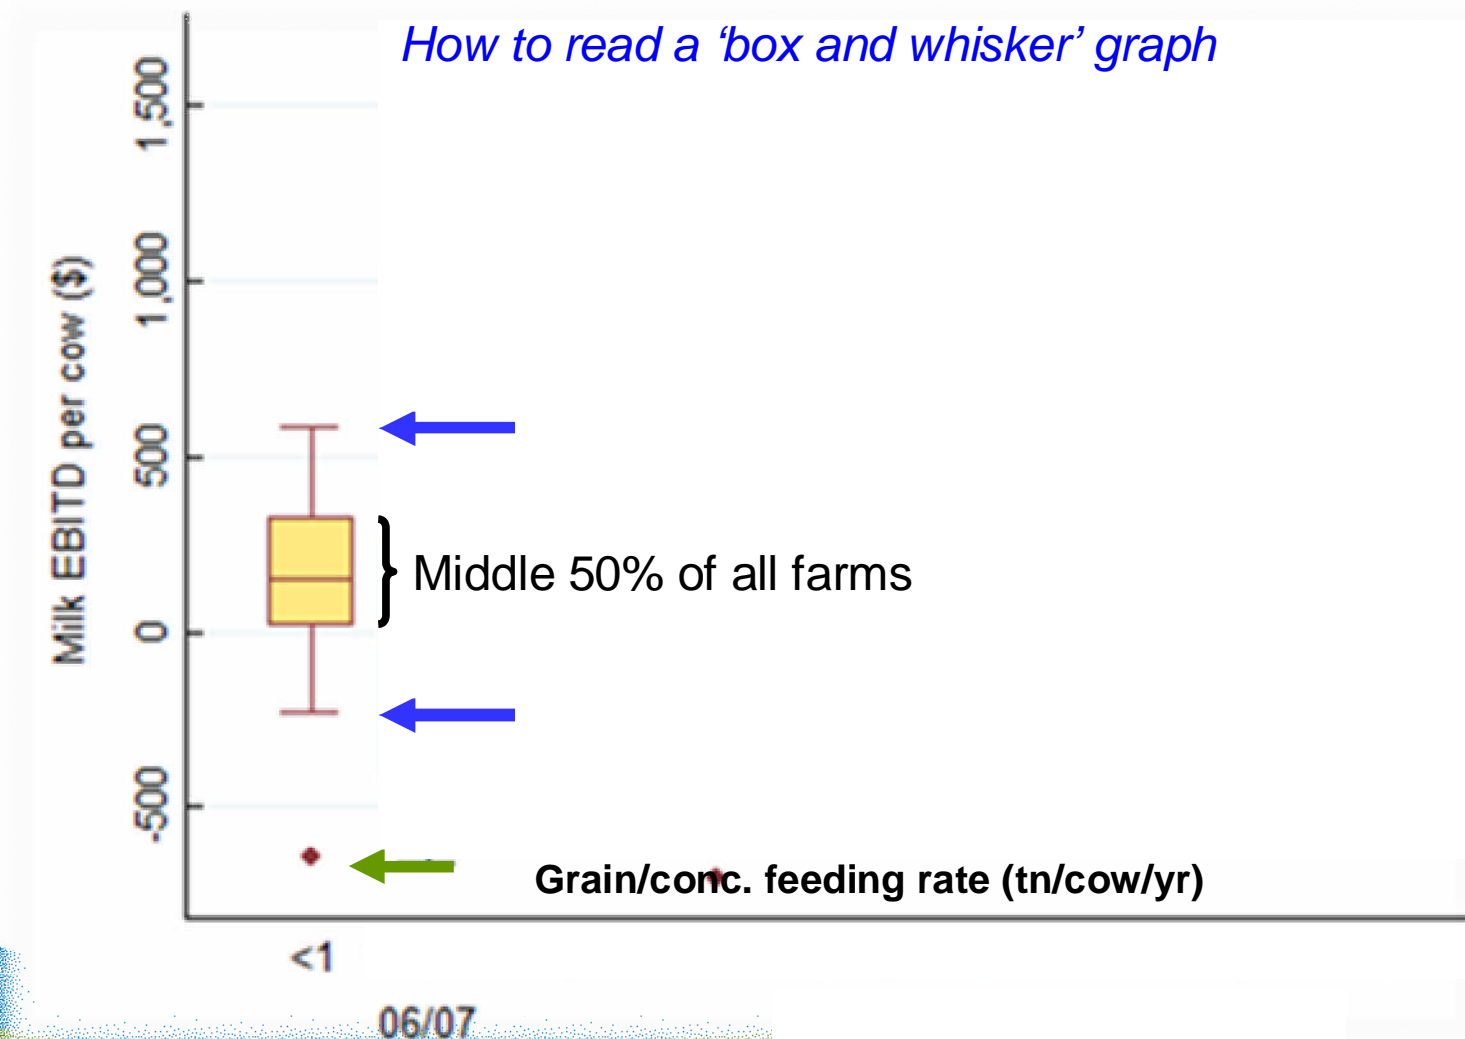 How to read a ‘box and whisker’ graph
Milk EBITD per cow ($)
1,500
1,000
500
0
-500
Middle 50% of all farms
Grain/conc. feeding rate (tn/cow/yr)
<1
06/07